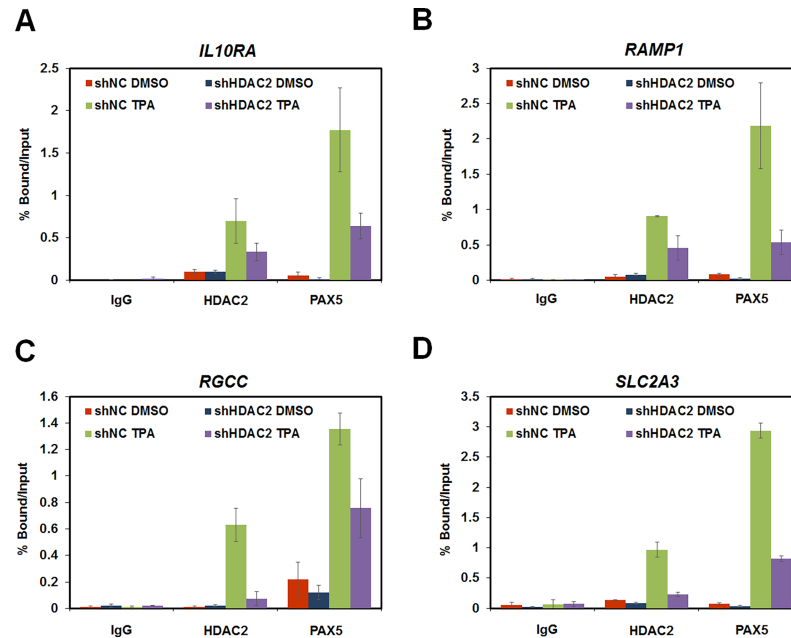 A
IL10RA
shNC DMSO shHDAC2 DMSO
shNC TPA shHDAC2 TPA
% Bound/Input
2.5
2
1.5
1
0.5
0
IgG HDAC2 PAX5
B
RAMP1
shNC DMSO shHDAC2 DMSO
shNC TPA shHDAC2 TPA
% Bound/Input
3
2.5
2
1.5
1
0.5
0
IgG HDAC2 PAX5
C
RGCC
shNC DMSO shHDAC2 DMSO
shNC TPA shHDAC2 TPA
% Bound/Input
1.6
1.4
1.2
1
0.8
0.6
0.4
0.2
0
IgG HDAC2 PAX5
D
SLC2A3
shNC DMSO shHDAC2 DMSO
shNC TPA shHDAC2 TPA
% Bound/Input
3.5
3
2.5
2
1.5
1
0.5
0
IgG HDAC2 PAX5